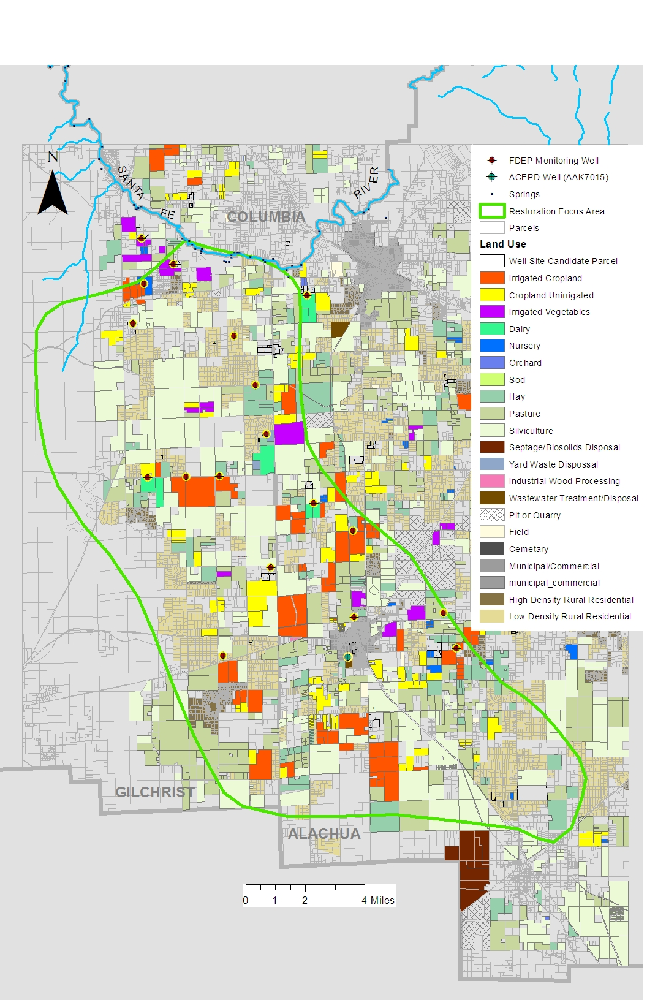 N
SANTA
FE
RIVER
COLUMBIA
FDEP Monitoring Well
ACEPD Well (AAK7015)
Springs
Restoration Focus Area
Parcels
Land Use
Well Site Candidate Parcel
Irrigated Cropland
Cropland Unirrigated
Irrigated Vegetables
Dairy
Nursery
Orchard
Sod
Hay
Pasture
Silviculture
Septage/Biosolids Disposal
Yard Waste Dispossal
Industrial Wood Processing
Wastewater Treatment/Disposal
Pit or Quarry
Field
Cemetary
Municipal/Commercial
municipal_commercial
High Density Rural Residential
Low Density Rural Residential
GILCHRIST
ALACHUA
0 1 2 4 Miles